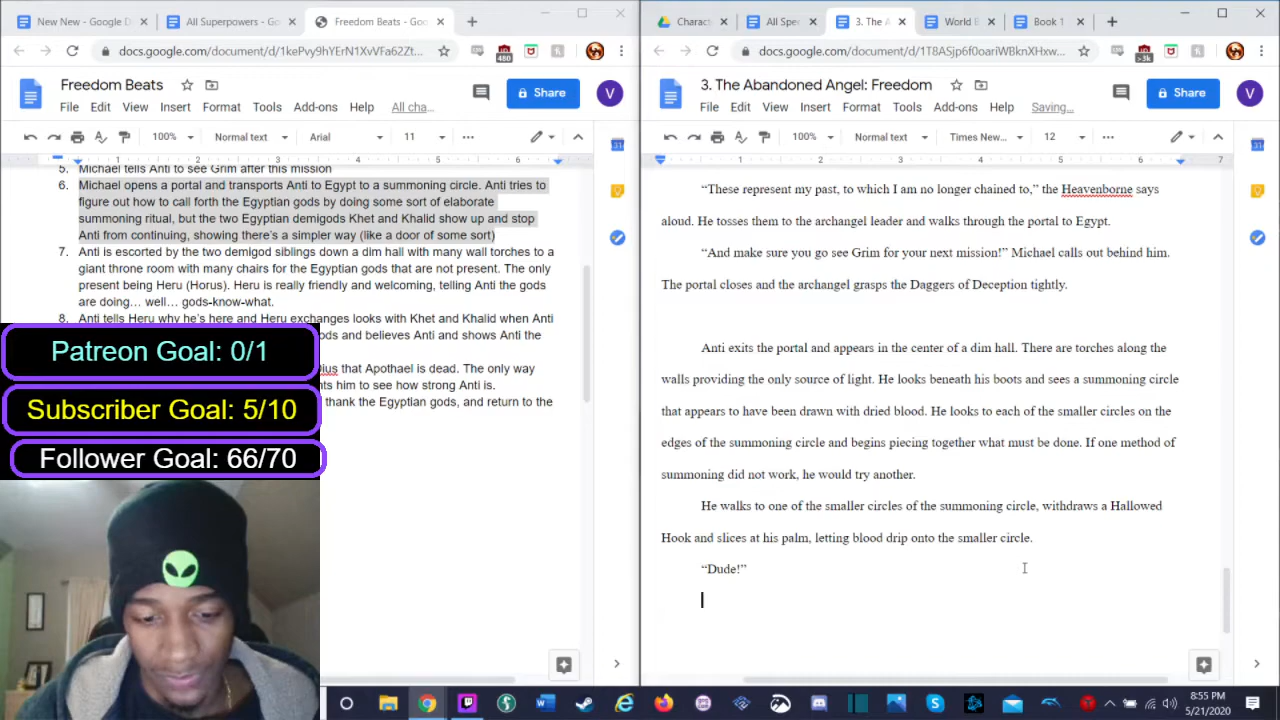 New New - Google D
All Superpowers - Go
Freedom Beats - Goo
docs.google.com/document/d/1kePvy9hYErN1XvVFa62Zt...
480
Freedom Beats
File Edit View Insert Format Tools Add-ons Help All cha...
Share
V
100% Normal text Arial 11
1 2 3 4 5 6
5. Michael tells Anti to see Grim after this mission
6. Michael opens a portal and transports Anti to Egypt to a summoning circle. Anti tries to
figure out how to call forth the Egyptian gods by doing some sort of elaborate
summoning ritual, but the two Egyptian demigods Khet and Khalid show up and stop
Anti from continuing, showing there's a simpler way (like a door of some sort)
7. Anti is escorted by the two demigod siblings down a dim hall with many wall torches to a
giant throne room with many chairs for the Egyptian gods that are not present. The only
present being Heru (Horus). Heru is really friendly and welcoming, telling Anti the gods
are doing… well… gods-know-what.
8. Anti tells Heru why he's here and Heru exchanges looks with Khet and Khalid when Anti
ods and believes Anti and shows Anti the
ius that Apothael is dead. The only way
nts him to see how strong Anti is.
thank the Egyptian gods, and return to the
Patreon Goal: 0/1
Subscriber Goal: 5/10
Follower Goal: 66/70
Charact
All Spe
3. The A
World B
Book 1
docs.google.com/document/d/1T8ASjp6f0oariWBknXHxw...
>3k
3. The Abandoned Angel: Freedom
File Edit View Insert Format Tools Add-ons Help Saving...
Share
V
100% Normal text Times New... 12
1 2 3 4 5 6 7
“These represent my past, to which I am no longer chained to,” the Heavenborne says
aloud. He tosses them to the archangel leader and walks through the portal to Egypt.
“And make sure you go see Grim for your next mission!” Michael calls out behind him.
The portal closes and the archangel grasps the Daggers of Deception tightly.
Anti exits the portal and appears in the center of a dim hall. There are torches along the
walls providing the only source of light. He looks beneath his boots and sees a summoning circle
that appears to have been drawn with dried blood. He looks to each of the smaller circles on the
edges of the summoning circle and begins piecing together what must be done. If one method of
summoning did not work, he would try another.
He walks to one of the smaller circles of the summoning circle, withdraws a Hallowed
Hook and slices at his palm, letting blood drip onto the smaller circle.
“Dude!”
8:55 PM
5/21/2020